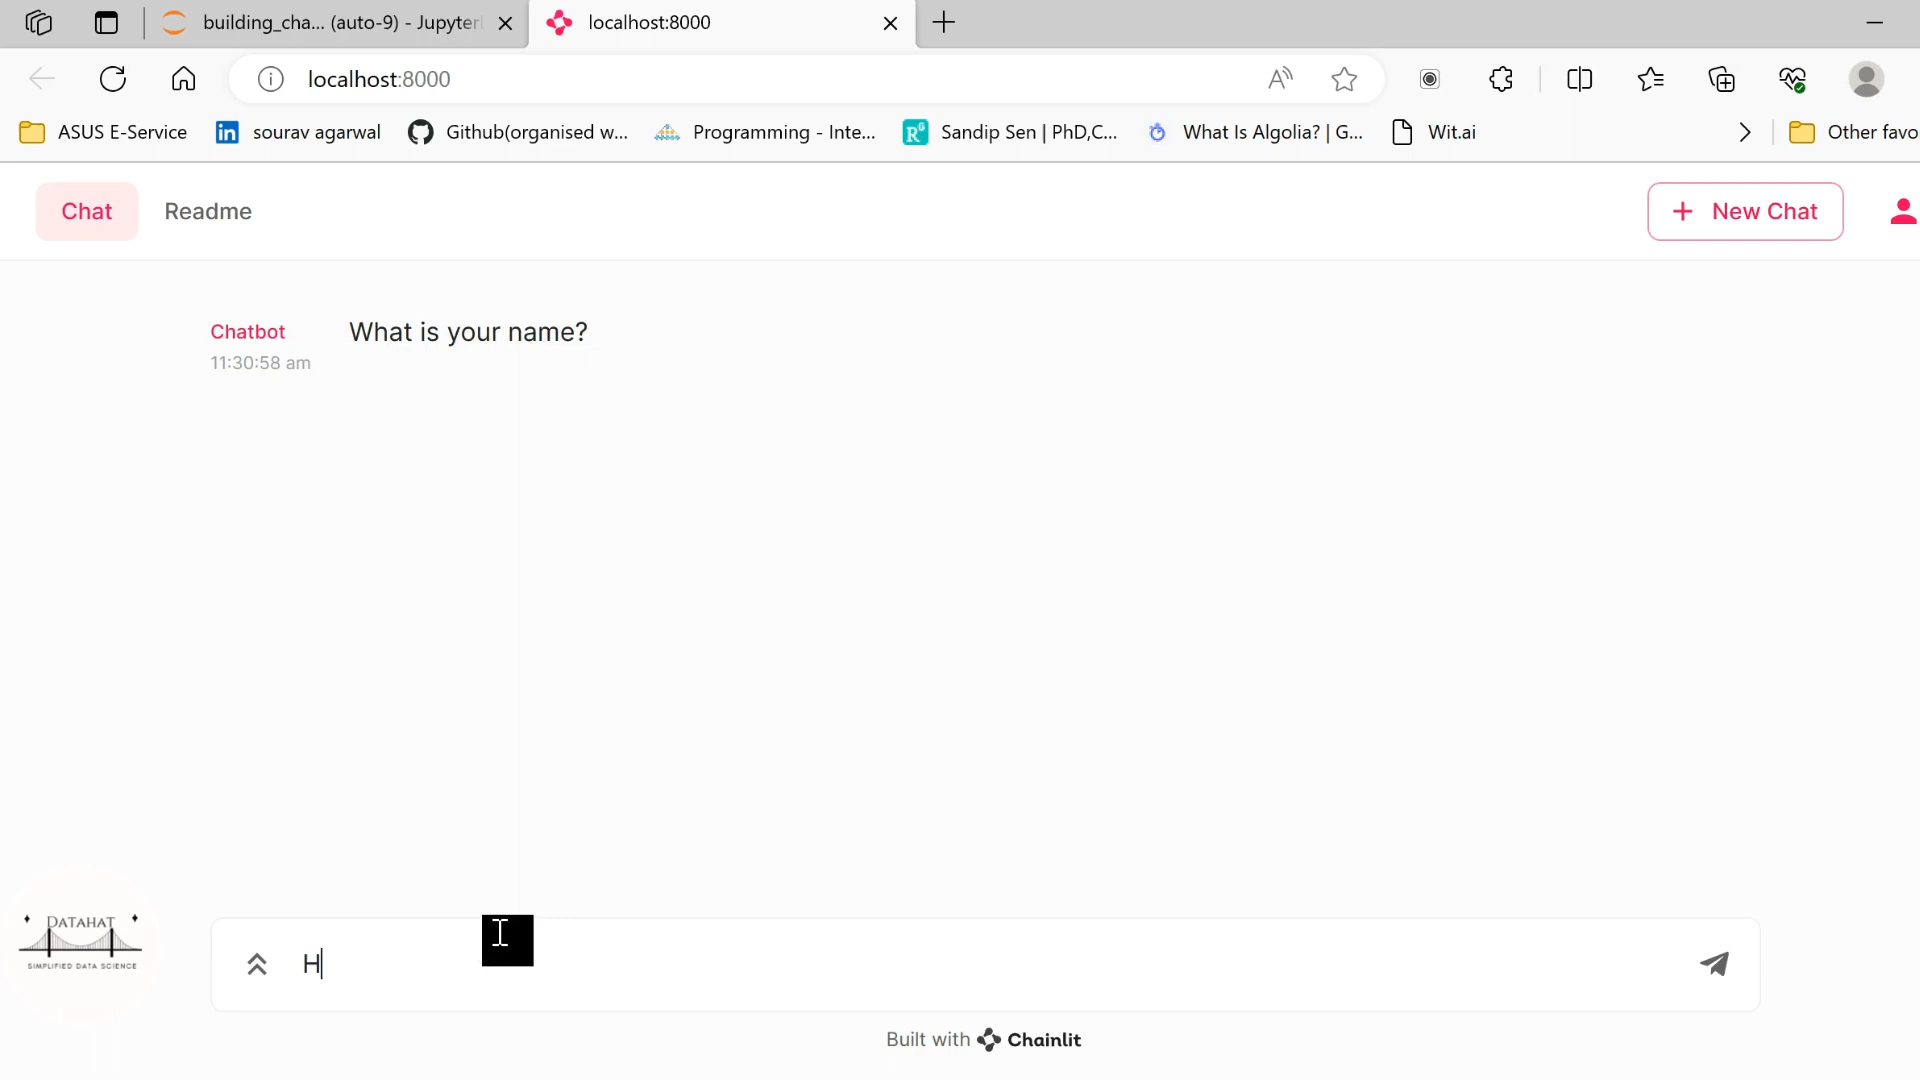 building_cha... (auto-9) - Jupyterl
localhost:8000
localhost:8000
ASUS E-Service
sourav agarwal
Github(organised w...
Programming - Inte...
Sandip Sen | PhD,C...
What Is Algolia? | G...
Wit.ai
Other favo
Chat
Readme
+ New Chat
Chatbot
What is your name?
11:30:58 am
DATAHAT
SIMPLIFIED DATA SCIENCE
H
Built with Chainlit